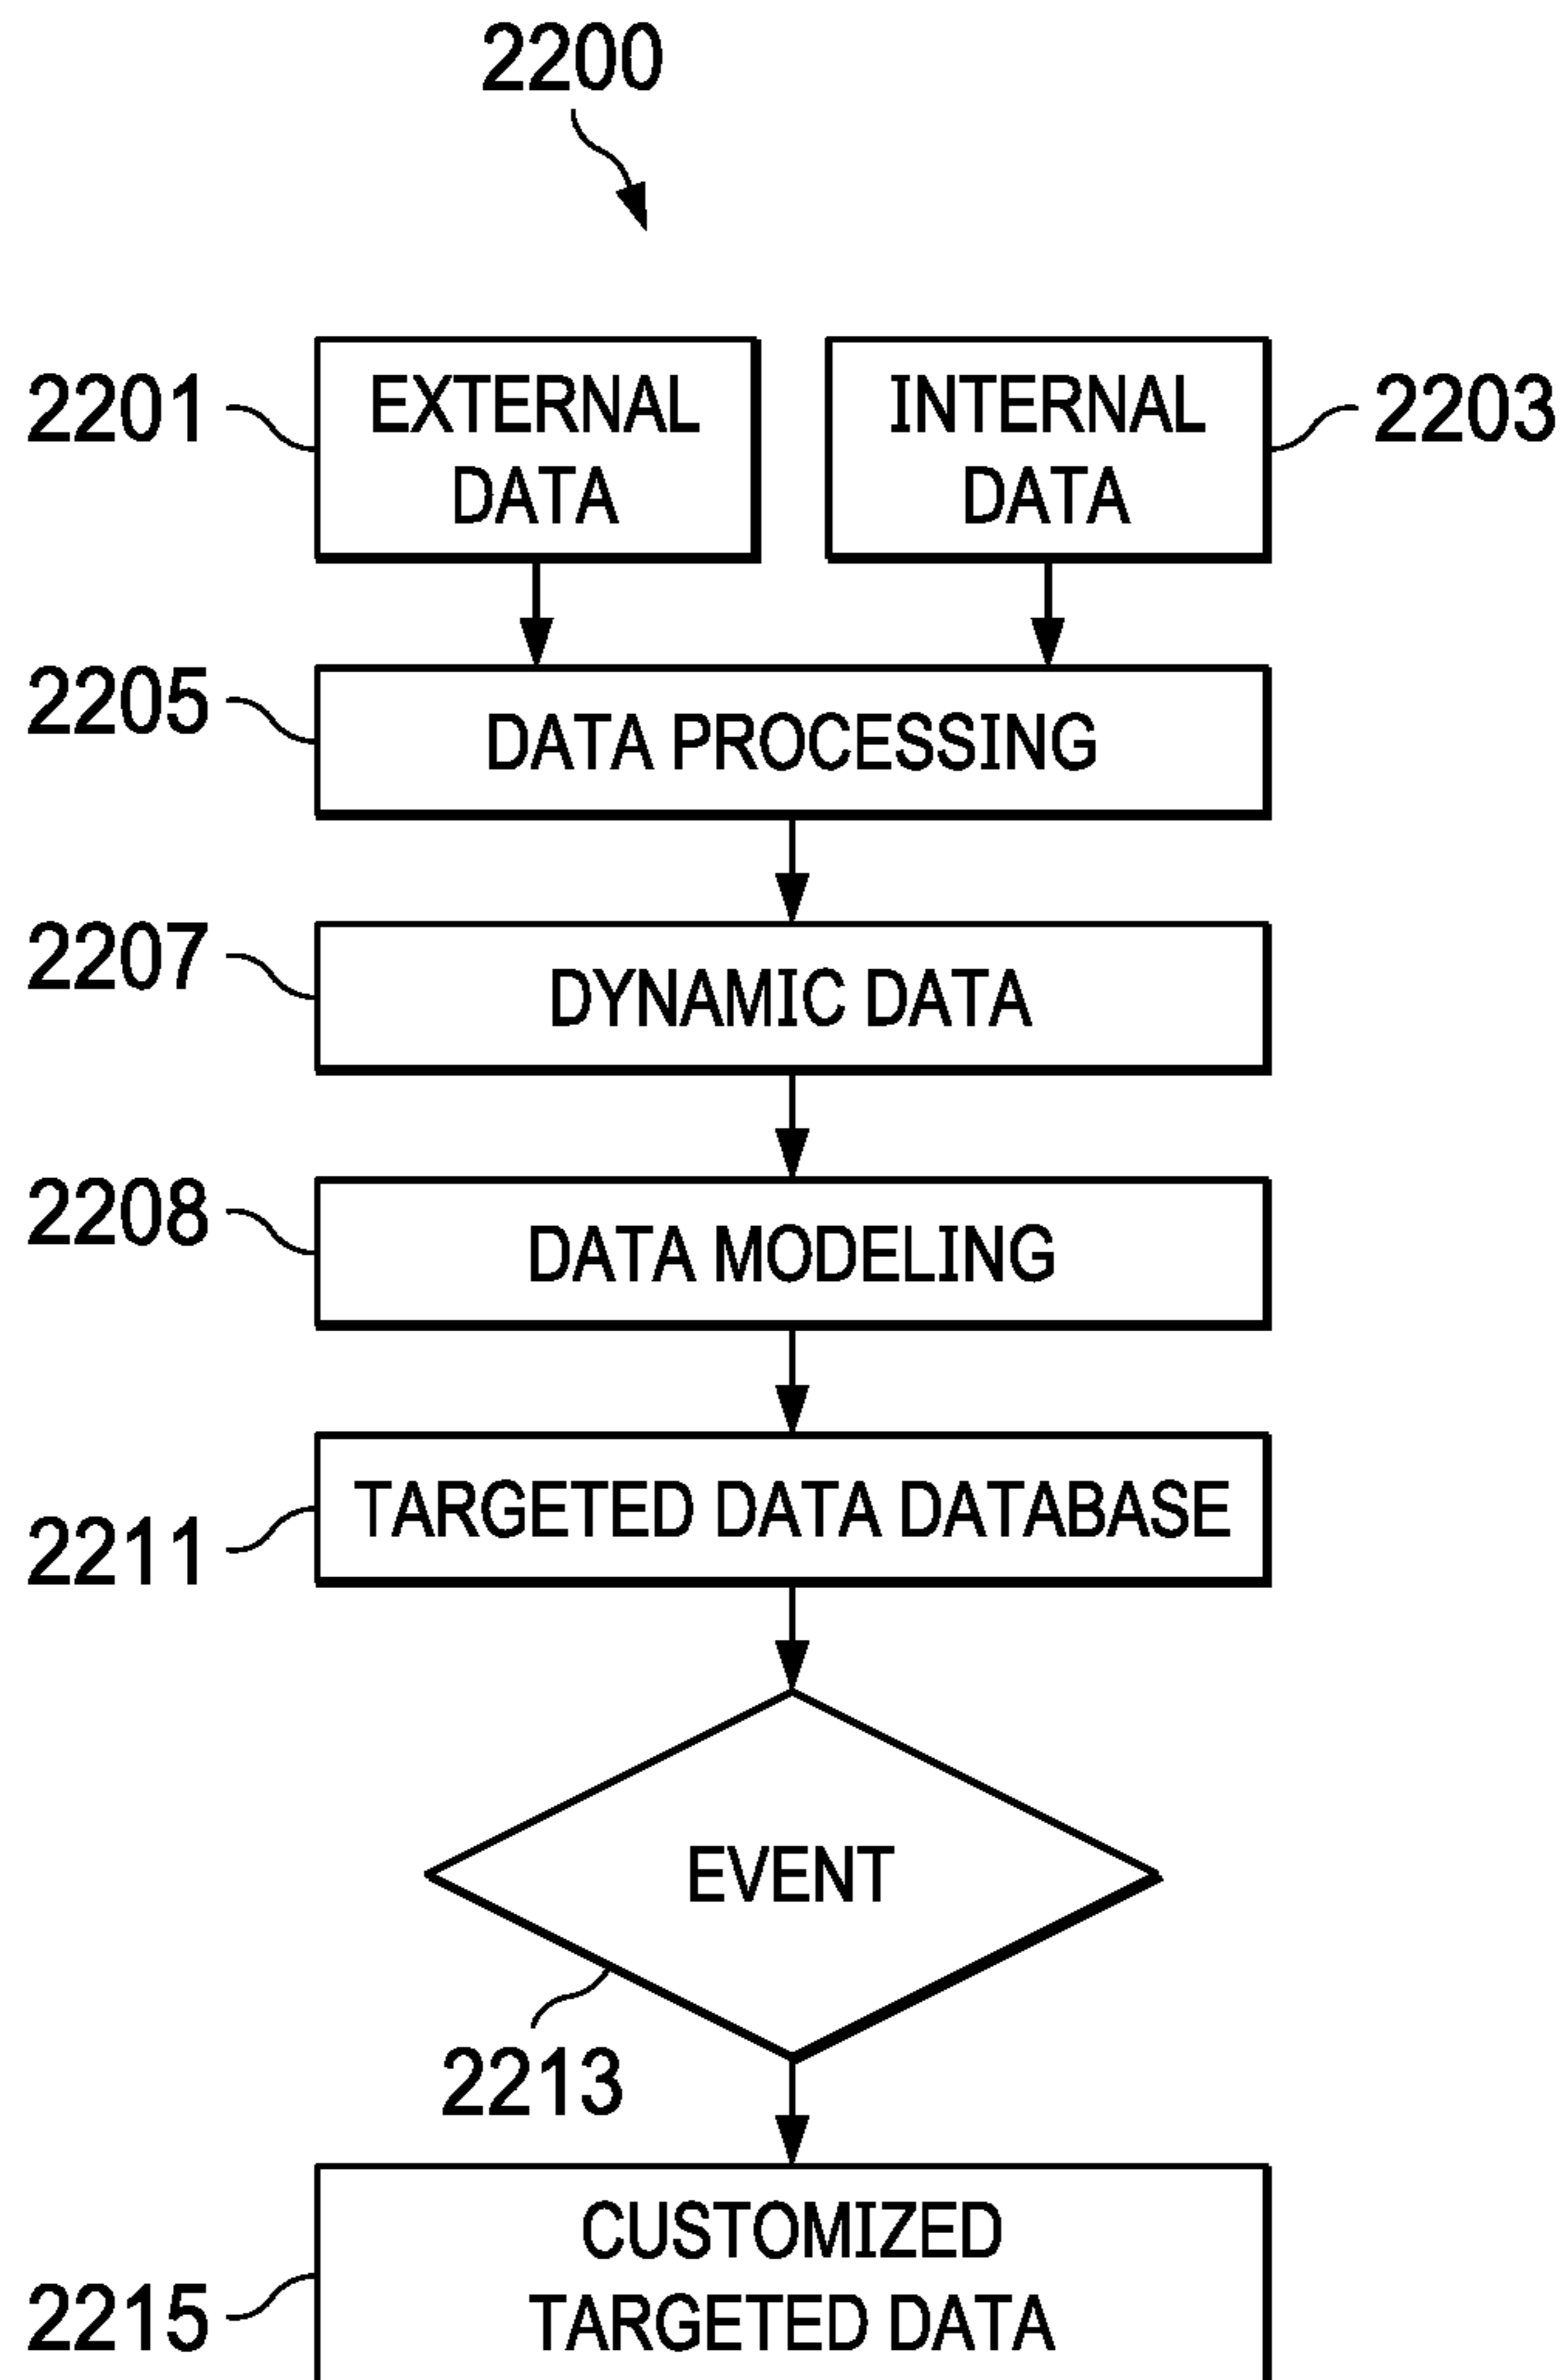 2200
2201
EXTERNAL
DATA
INTERNAL
DATA
2203
2205
DATA PROCESSING
2207
DYNAMIC DATA
2208
DATA MODELING
TARGETED DATA DATABASE
2211
EVENT
2213
CUSTOMIZED
TARGETED DATA
2215